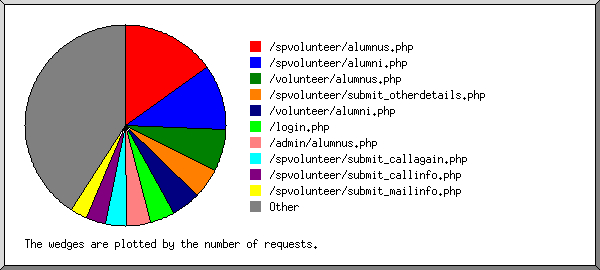 /spvolunteer/alumnus.php
/spvolunteer/alumni.php
/volunteer/alumnus.php
/spvolunteer/submit_otherdetails.php
/volunteer/alumni.php
/login.php
/admin/alumnus.php
/spvolunteer/submit_callagain.php
/spvolunteer/submit_callinfo.php
/spvolunteer/submit_mailinfo.php
Other
The wedges are plotted by the number of requests.